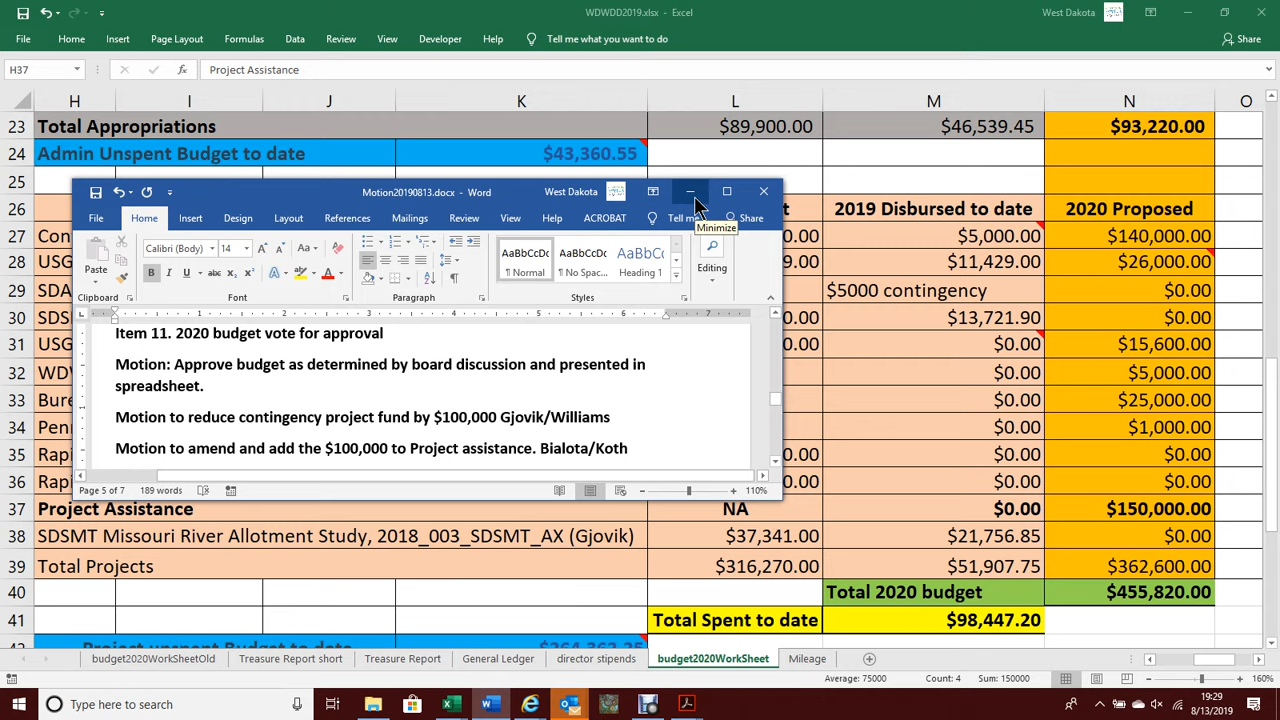 WDWDD2019.xlsx - Excel
West Dakota
File Home Insert Page Layout Formulas Data Review View Developer Help Tell me what you want to do Share
H37 fx Project Assistance
H I J K L M N O
23 Total Appropriations $89,900.00 $46,539.45 $93,220.00
24 Admin Unspent Budget to date $43,360.55
25
26 2019 Disbursed to date 2020 Proposed
27 $5,000.00 $140,000.00
28 $11,429.00 $26,000.00
29 $5000 contingency $0.00
30 $13,721.90 $0.00
31 $0.00 $15,600.00
32 $0.00 $5,000.00
33 $0.00 $25,000.00
34 $0.00 $1,000.00
35 $0.00 $0.00
36 $0.00 $0.00
37 Project Assistance NA $0.00 $150,000.00
38 SDSMT Missouri River Allotment Study, 2018_003_SDSMT_AX (Gjovik) $37,341.00 $21,756.85 $0.00
39 Total Projects $316,270.00 $51,907.75 $362,600.00
40 Total 2020 budget $455,820.00
41 Total Spent to date $98,447.20
Motion20190813.docx - Word
West Dakota
Minimize
File Home Insert Design Layout References Mailings Review View Help ACROBAT Tell me Share
Paste
Calibri (Body) 14
Clipboard Font Paragraph Styles
AaBbCcDc AaBbCcDc AaBbC
¶ Normal ¶ No Spac... Heading 1
Editing
1 2 3 4 5 6 7
Item 11. 2020 budget vote for approval
Motion: Approve budget as determined by board discussion and presented in
spreadsheet.
Motion to reduce contingency project fund by $100,000 Gjovik/Williams
Motion to amend and add the $100,000 to Project assistance. Bialota/Koth
Page 5 of 7 189 words 110%
budget2020WorkSheetOld Treasure Report short Treasure Report General Ledger director stipends budget2020WorkSheet Mileage
Average: 75000 Count: 4 Sum: 150000 160%
Type here to search
19:29
8/13/2019